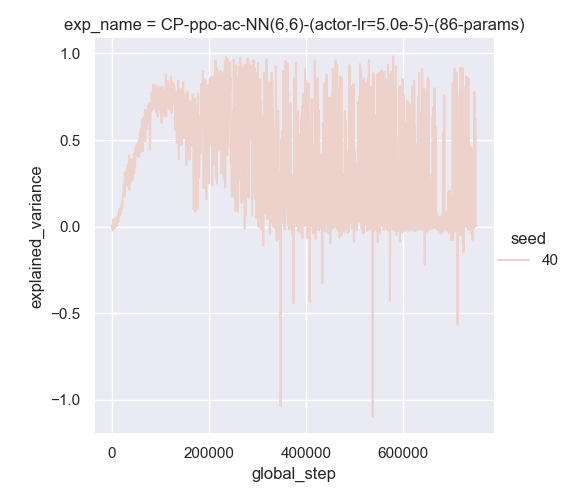 exp_name = CP-ppo-ac-NN(6,6)-(actor-lr=5.0e-5)-(86-params)
1.0
0.5
0.0
−0.5
−1.0
explained_variance
0
200000
400000
600000
global_step
seed
40